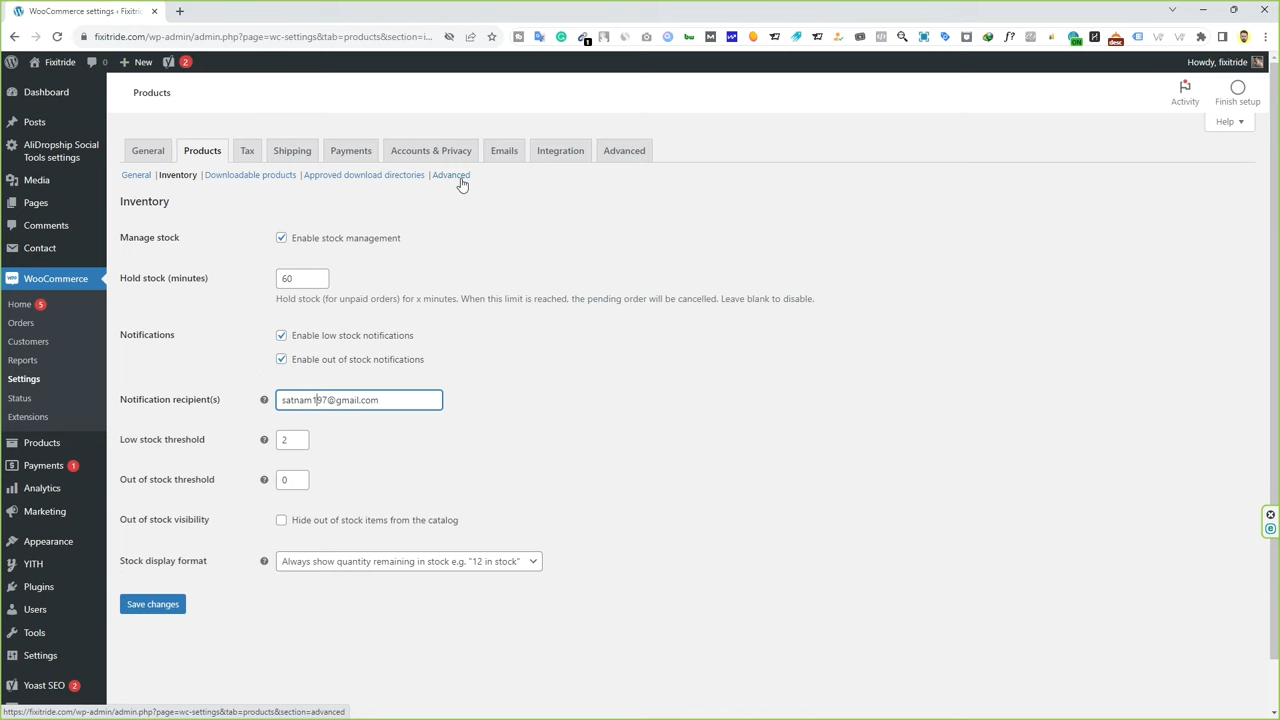 WooCommerce settings ‹ Fixitri
fixitride.com/wp-admin/admin.php?page=wc-settings&tab=products&section=i...
Fixitride 0 New 2 Howdy, fixitride
Dashboard
Posts
AliDropship Social
Tools settings
Media
Pages
Comments
Contact
WooCommerce
Home 5
Orders
Customers
Reports
Settings
Status
Extensions
Products
Payments 1
Analytics
Marketing
Appearance
YITH
Plugins
Users
Tools
Settings
Yoast SEO 2
Products
Activity
Finish setup
Help
General Products Tax Shipping Payments Accounts & Privacy Emails Integration Advanced
General | Inventory | Downloadable products | Approved download directories | Advanced
Inventory
Manage stock Enable stock management
Hold stock (minutes) 60
Hold stock (for unpaid orders) for x minutes. When this limit is reached, the pending order will be cancelled. Leave blank to disable.
Notifications Enable low stock notifications
Enable out of stock notifications
Notification recipient(s) satnam197@gmail.com
Low stock threshold 2
Out of stock threshold 0
Out of stock visibility Hide out of stock items from the catalog
Stock display format Always show quantity remaining in stock e.g. "12 in stock"
Save changes
https://fixitride.com/wp-admin/admin.php?page=wc-settings&tab=products&section=advanced